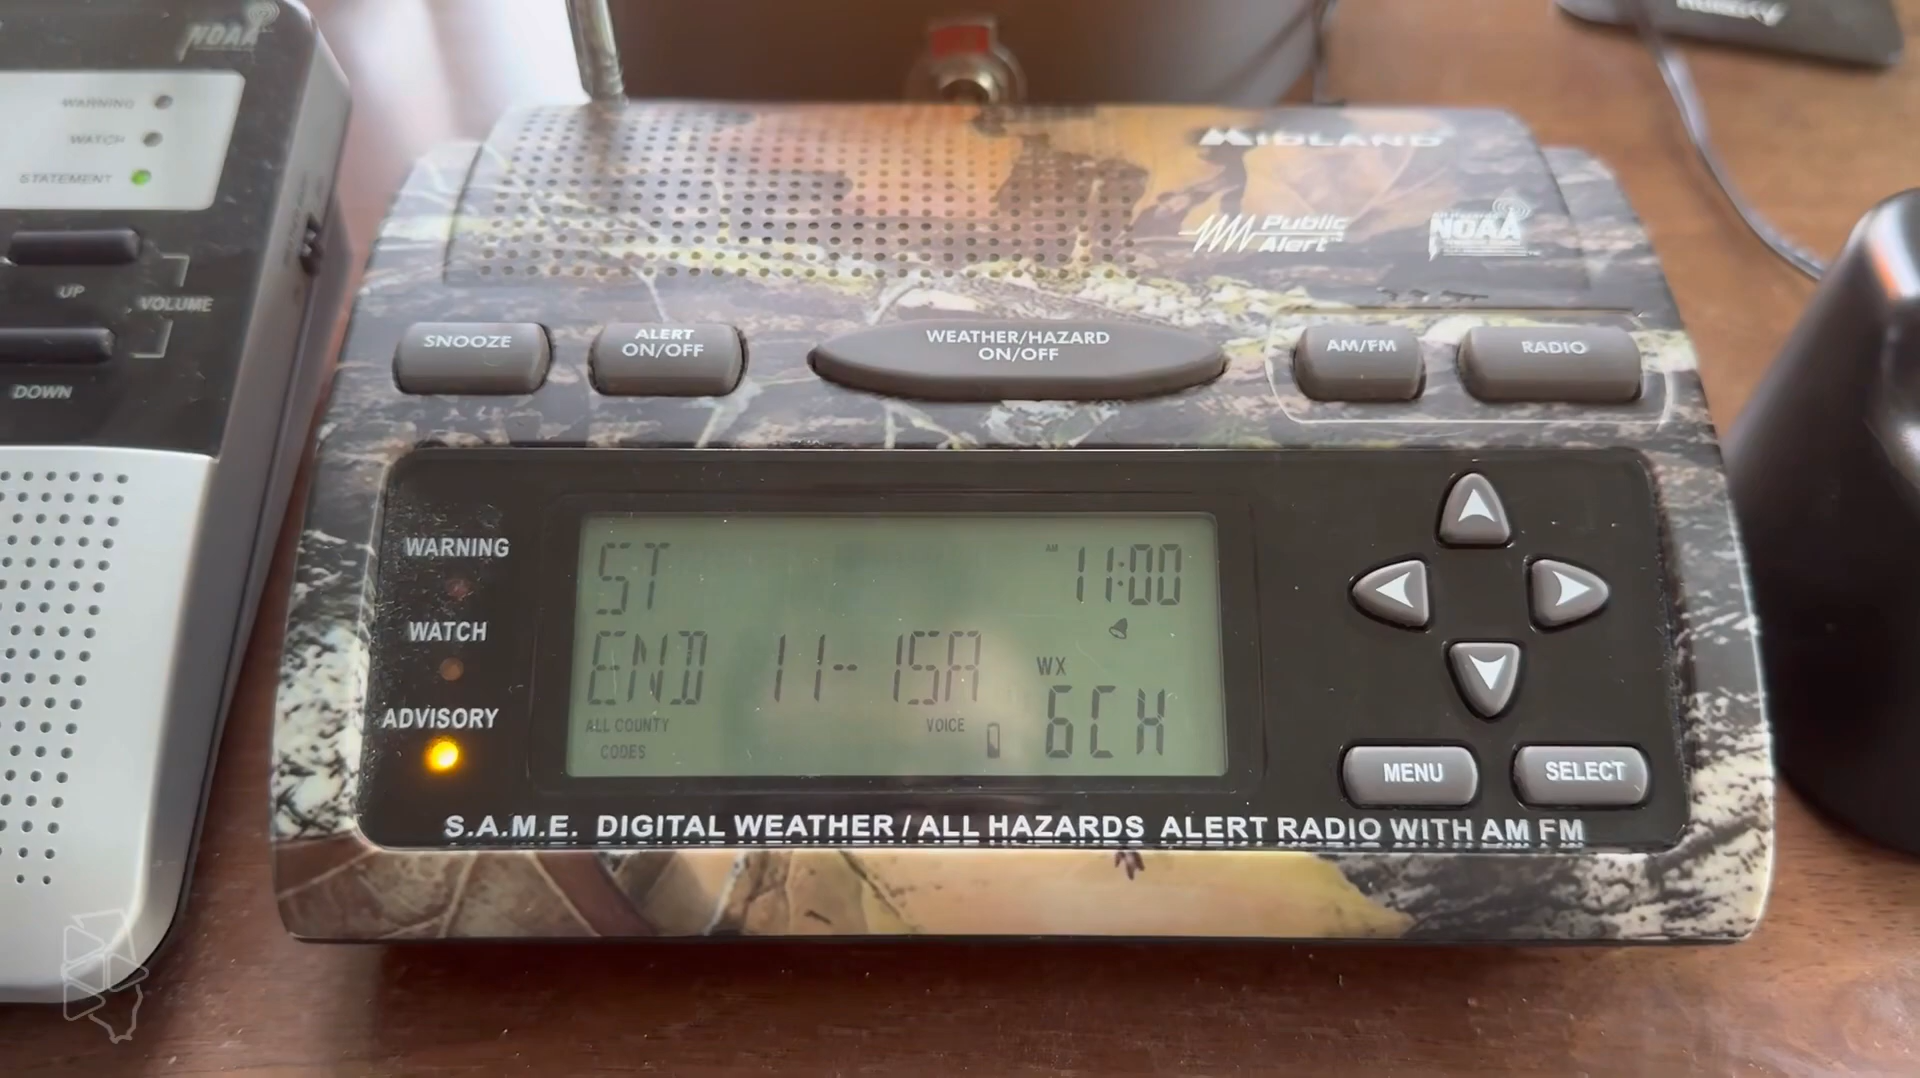 NOAA
WARNING
WATCH
STATEMENT
UP
VOLUME
DOWN
MIDLAND
Public
Alert
NOAA
SNOOZE
ALERT
ON/OFF
WEATHER/HAZARD
ON/OFF
AM/FM
RADIO
WARNING
WATCH
ADVISORY
ST
AM 11:00
END 11-15A
WX
6CH
ALL COUNTY
CODES
VOICE
MENU
SELECT
S.A.M.E. DIGITAL WEATHER / ALL HAZARDS ALERT RADIO WITH AM FM